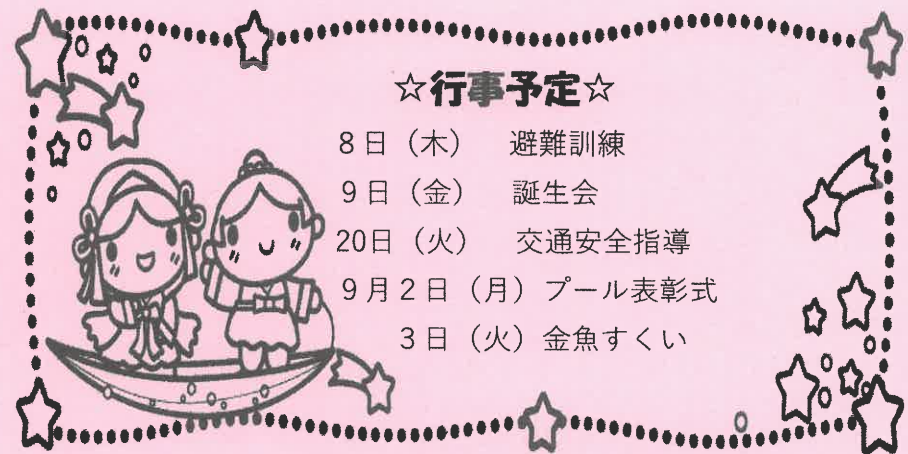 ☆行事予定☆
8日（木）　避難訓練
9日（金）　誕生会
20日（火）　交通安全指導
9月2日（月）プール表彰式
3日（火）金魚すくい